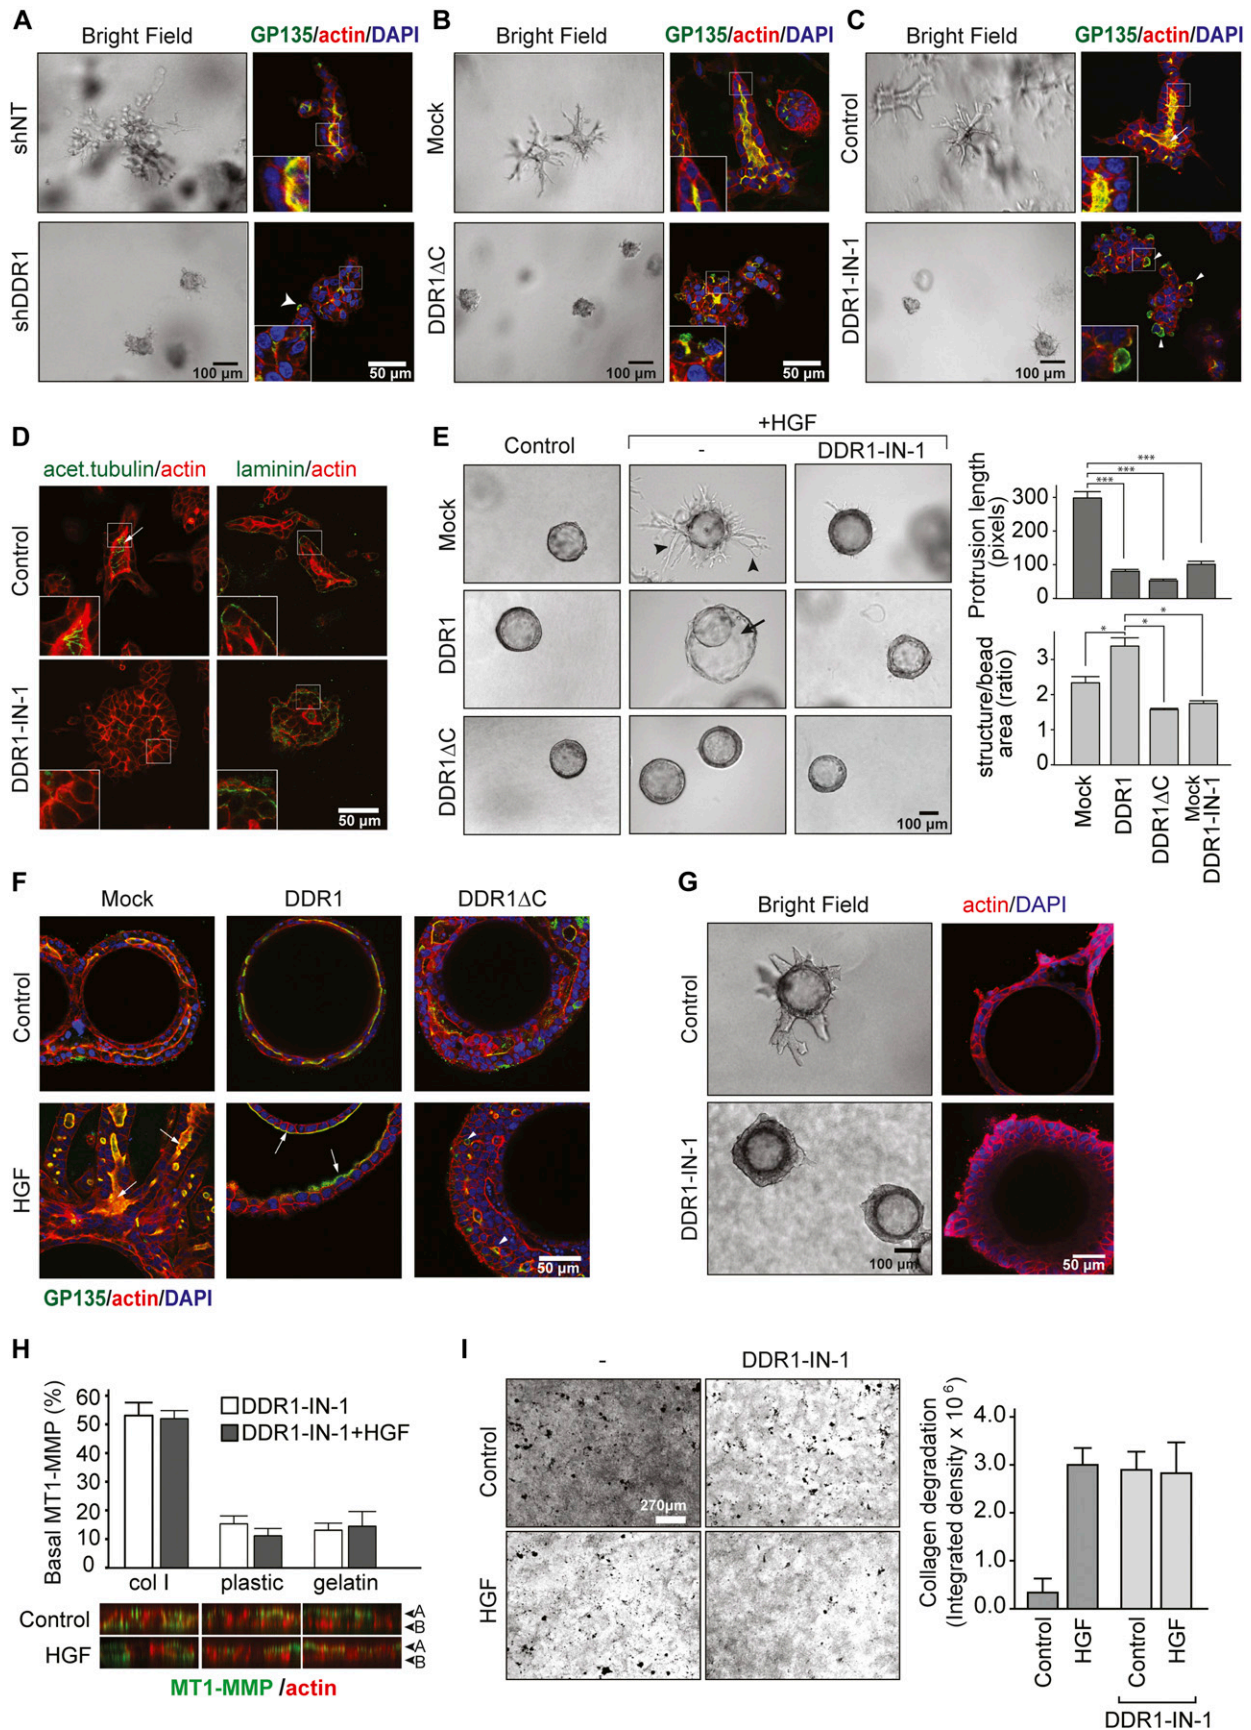 A
Bright Field
GP135/actin/DAPI
shNT
shDDR1
100 µm
50 µm
B
Bright Field
GP135/actin/DAPI
Mock
DDR1ΔC
100 µm
50 µm
C
Bright Field
GP135/actin/DAPI
Control
DDR1-IN-1
100 µm
50 µm
D
acet.tubulin/actin
laminin/actin
Control
DDR1-IN-1
50 µm
E
+HGF
Control
-
DDR1-IN-1
Mock
DDR1
DDR1ΔC
100 µm
Protrusion length
(pixels)
300
200
100
0
***
***
***
structure/bead
area (ratio)
3
2
1
0
*
*
*
Mock
DDR1
DDR1ΔC
Mock
DDR1-IN-1
F
Mock
DDR1
DDR1ΔC
Control
HGF
50 µm
GP135/actin/DAPI
G
Bright Field
actin/DAPI
Control
DDR1-IN-1
100 µm
50 µm
H
Basal MT1-MMP (%)
60
50
40
30
20
10
0
DDR1-IN-1
DDR1-IN-1+HGF
col I
plastic
gelatin
Control
A
B
HGF
A
B
MT1-MMP /actin
I
-
DDR1-IN-1
Control
HGF
270µm
Collagen degradation
(Integrated density x 10 6)
4.0
3.0
2.0
1.0
0.0
Control
HGF
Control
HGF
DDR1-IN-1